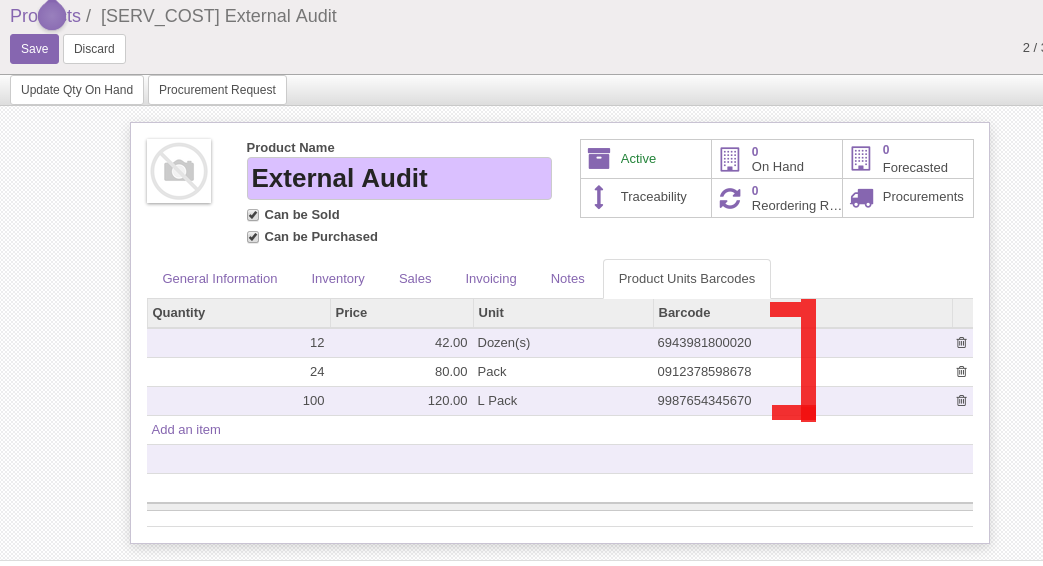 Products / [SERV_COST] External Audit
Save Discard
2 / 3
Update Qty On Hand Procurement Request
Product Name
External Audit
Can be Sold
Can be Purchased
Active
0
On Hand
0
Forecasted
Traceability
0
Reordering R...
Procurements
General Information Inventory Sales Invoicing Notes Product Units Barcodes
Quantity Price Unit Barcode
12 42.00 Dozen(s) 6943981800020
24 80.00 Pack 0912378598678
100 120.00 L Pack 9987654345670
Add an item